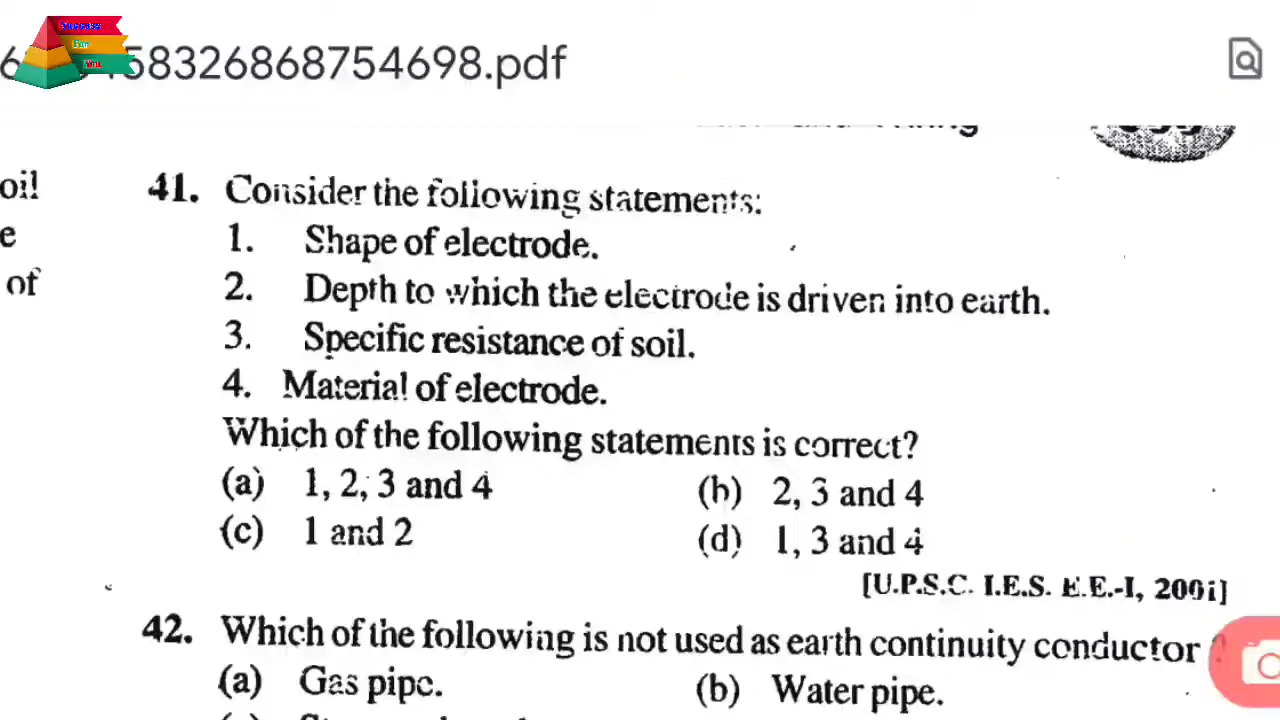 Success
For
You
58326868754698.pdf
oil
e
of
41. Consider the following statements:
1. Shape of electrode.
2. Depth to which the electrode is driven into earth.
3. Specific resistance of soil.
4. Material of electrode.
Which of the following statements is correct?
(a) 1, 2, 3 and 4 (b) 2, 3 and 4
(c) 1 and 2 (d) 1, 3 and 4
[U.P.S.C. I.E.S. E.E.-I, 2001]
42. Which of the following is not used as earth continuity conductor ?
(a) Gas pipe. (b) Water pipe.